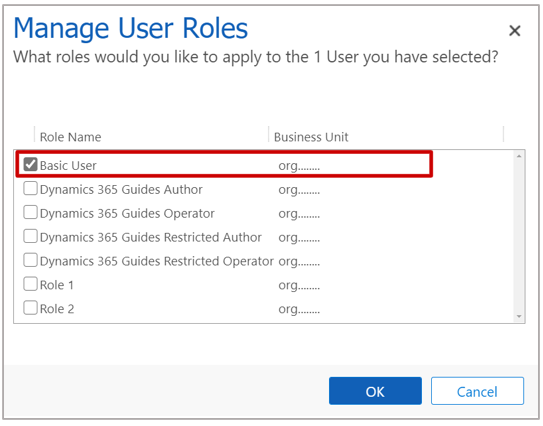 Manage User Roles
What roles would you like to apply to the 1 User you have selected?
Role Name Business Unit
Basic User org........
Dynamics 365 Guides Author org........
Dynamics 365 Guides Operator org........
Dynamics 365 Guides Restricted Author org........
Dynamics 365 Guides Restricted Operator org........
Role 1 org........
Role 2 org........
OK Cancel